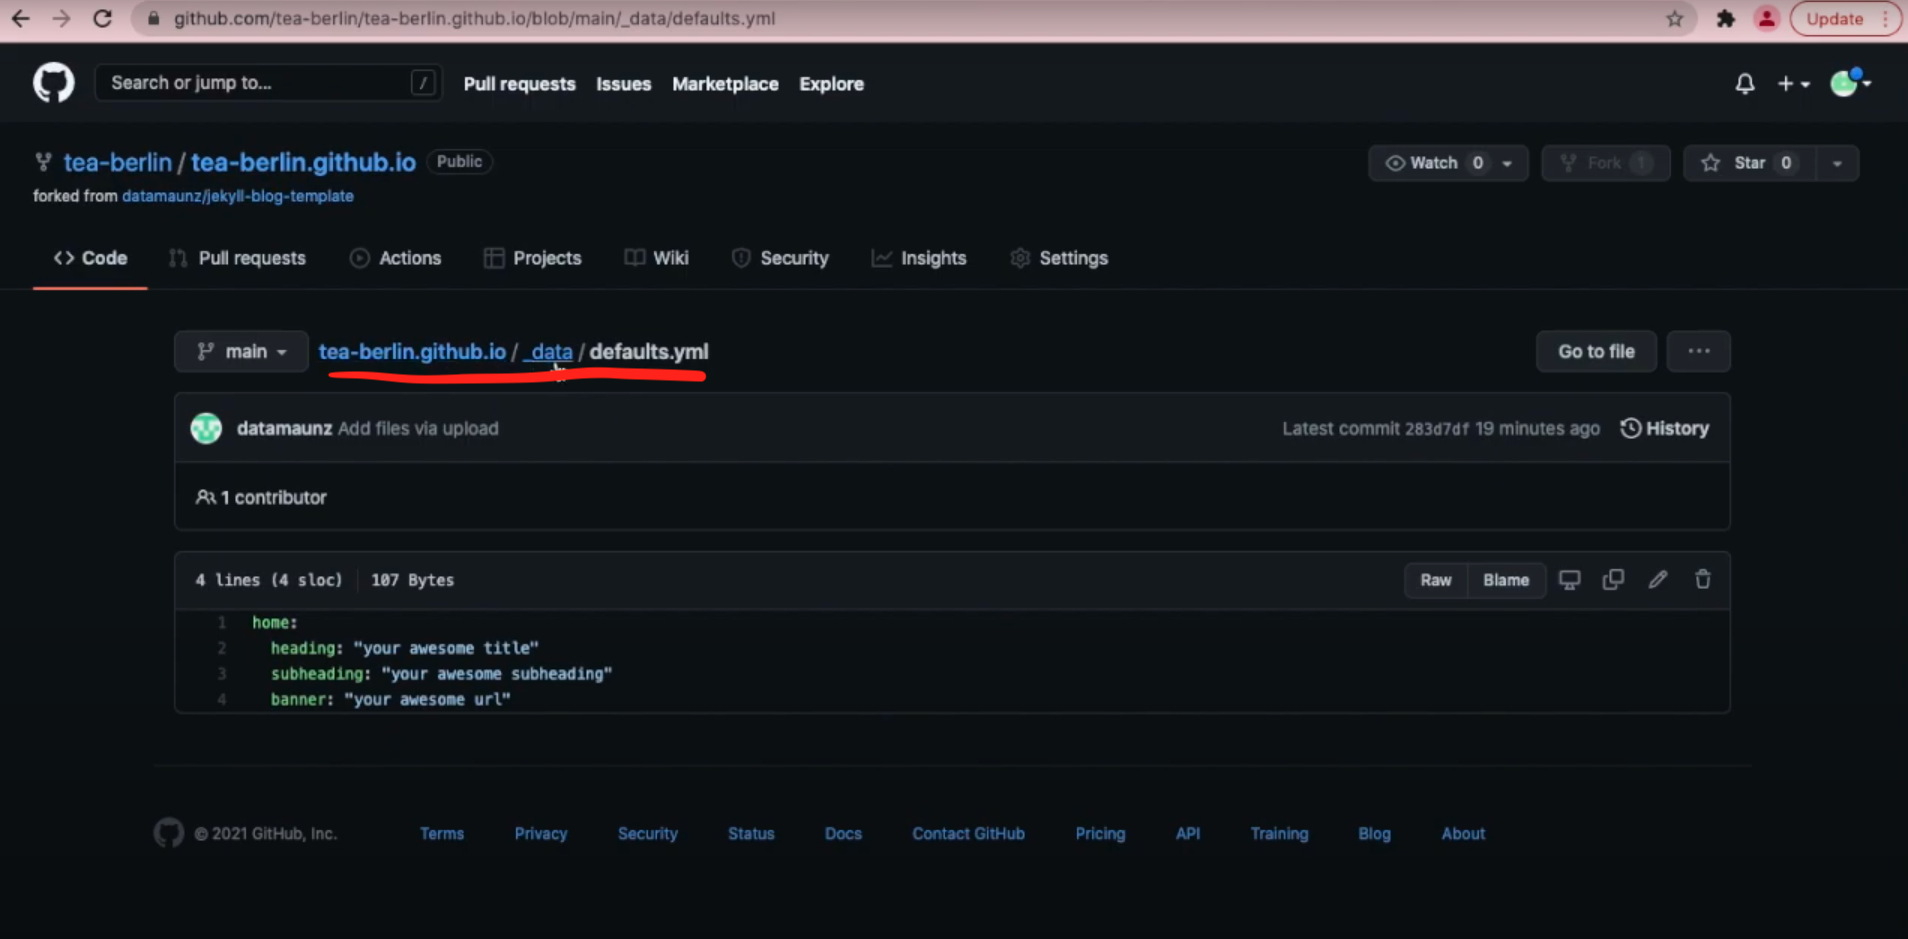 github.com/tea-berlin/tea-berlin.github.io/blob/main/_data/defaults.yml
Update
Search or jump to... /
Pull requests Issues Marketplace Explore
tea-berlin / tea-berlin.github.io Public
Watch 0 Fork 1 Star 0
forked from datamaunz/jekyll-blog-template
Code Pull requests Actions Projects Wiki Security Insights Settings
main tea-berlin.github.io / _data / defaults.yml Go to file ...
datamaunz Add files via upload Latest commit 283d7df 19 minutes ago History
1 contributor
4 lines (4 sloc) 107 Bytes Raw Blame
1 home:
2 heading: "your awesome title"
3 subheading: "your awesome subheading"
4 banner: "your awesome url"
© 2021 GitHub, Inc. Terms Privacy Security Status Docs Contact GitHub Pricing API Training Blog About